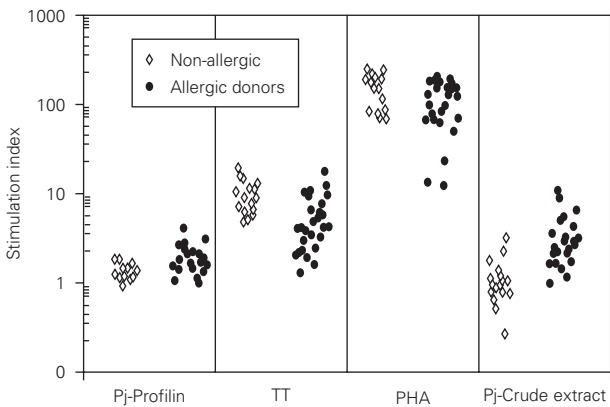 1000
100
10
1
0
Stimulation index
Non-allergic
Allergic donors
Pj-Profilin
TT
PHA
Pj-Crude extract